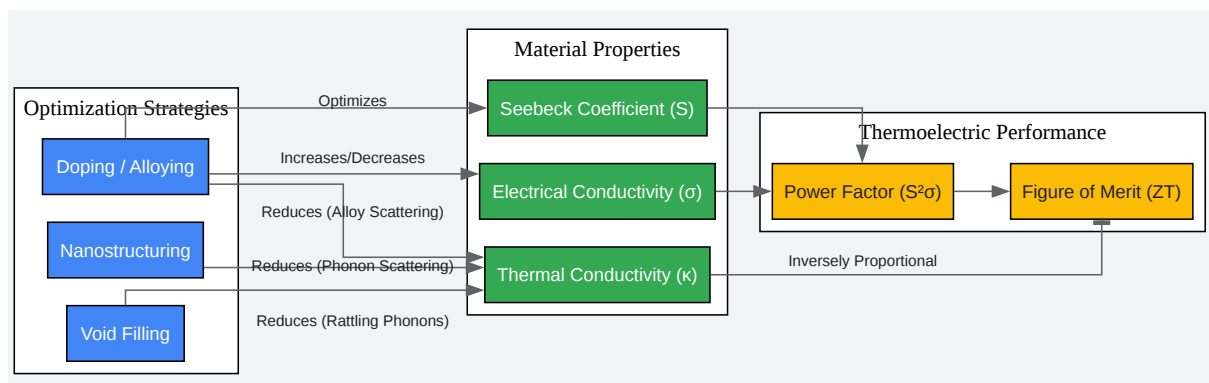 Optimization Strategies
Doping / Alloying
Nanostructuring
Void Filling
Optimizes
Increases/Decreases
Reduces (Alloy Scattering)
Reduces (Phonon Scattering)
Reduces (Rattling Phonons)
Material Properties
Seebeck Coefficient (S)
Electrical Conductivity (σ)
Thermal Conductivity (κ)
Inversely Proportional
Thermoelectric Performance
Power Factor (S²σ)
Figure of Merit (ZT)